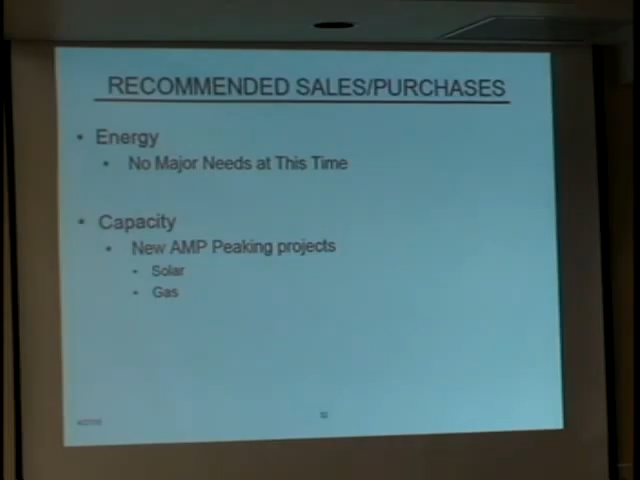 RECOMMENDED SALES/PURCHASES
• Energy
• No Major Needs at This Time
• Capacity
• New AMP Peaking projects
• Solar
• Gas